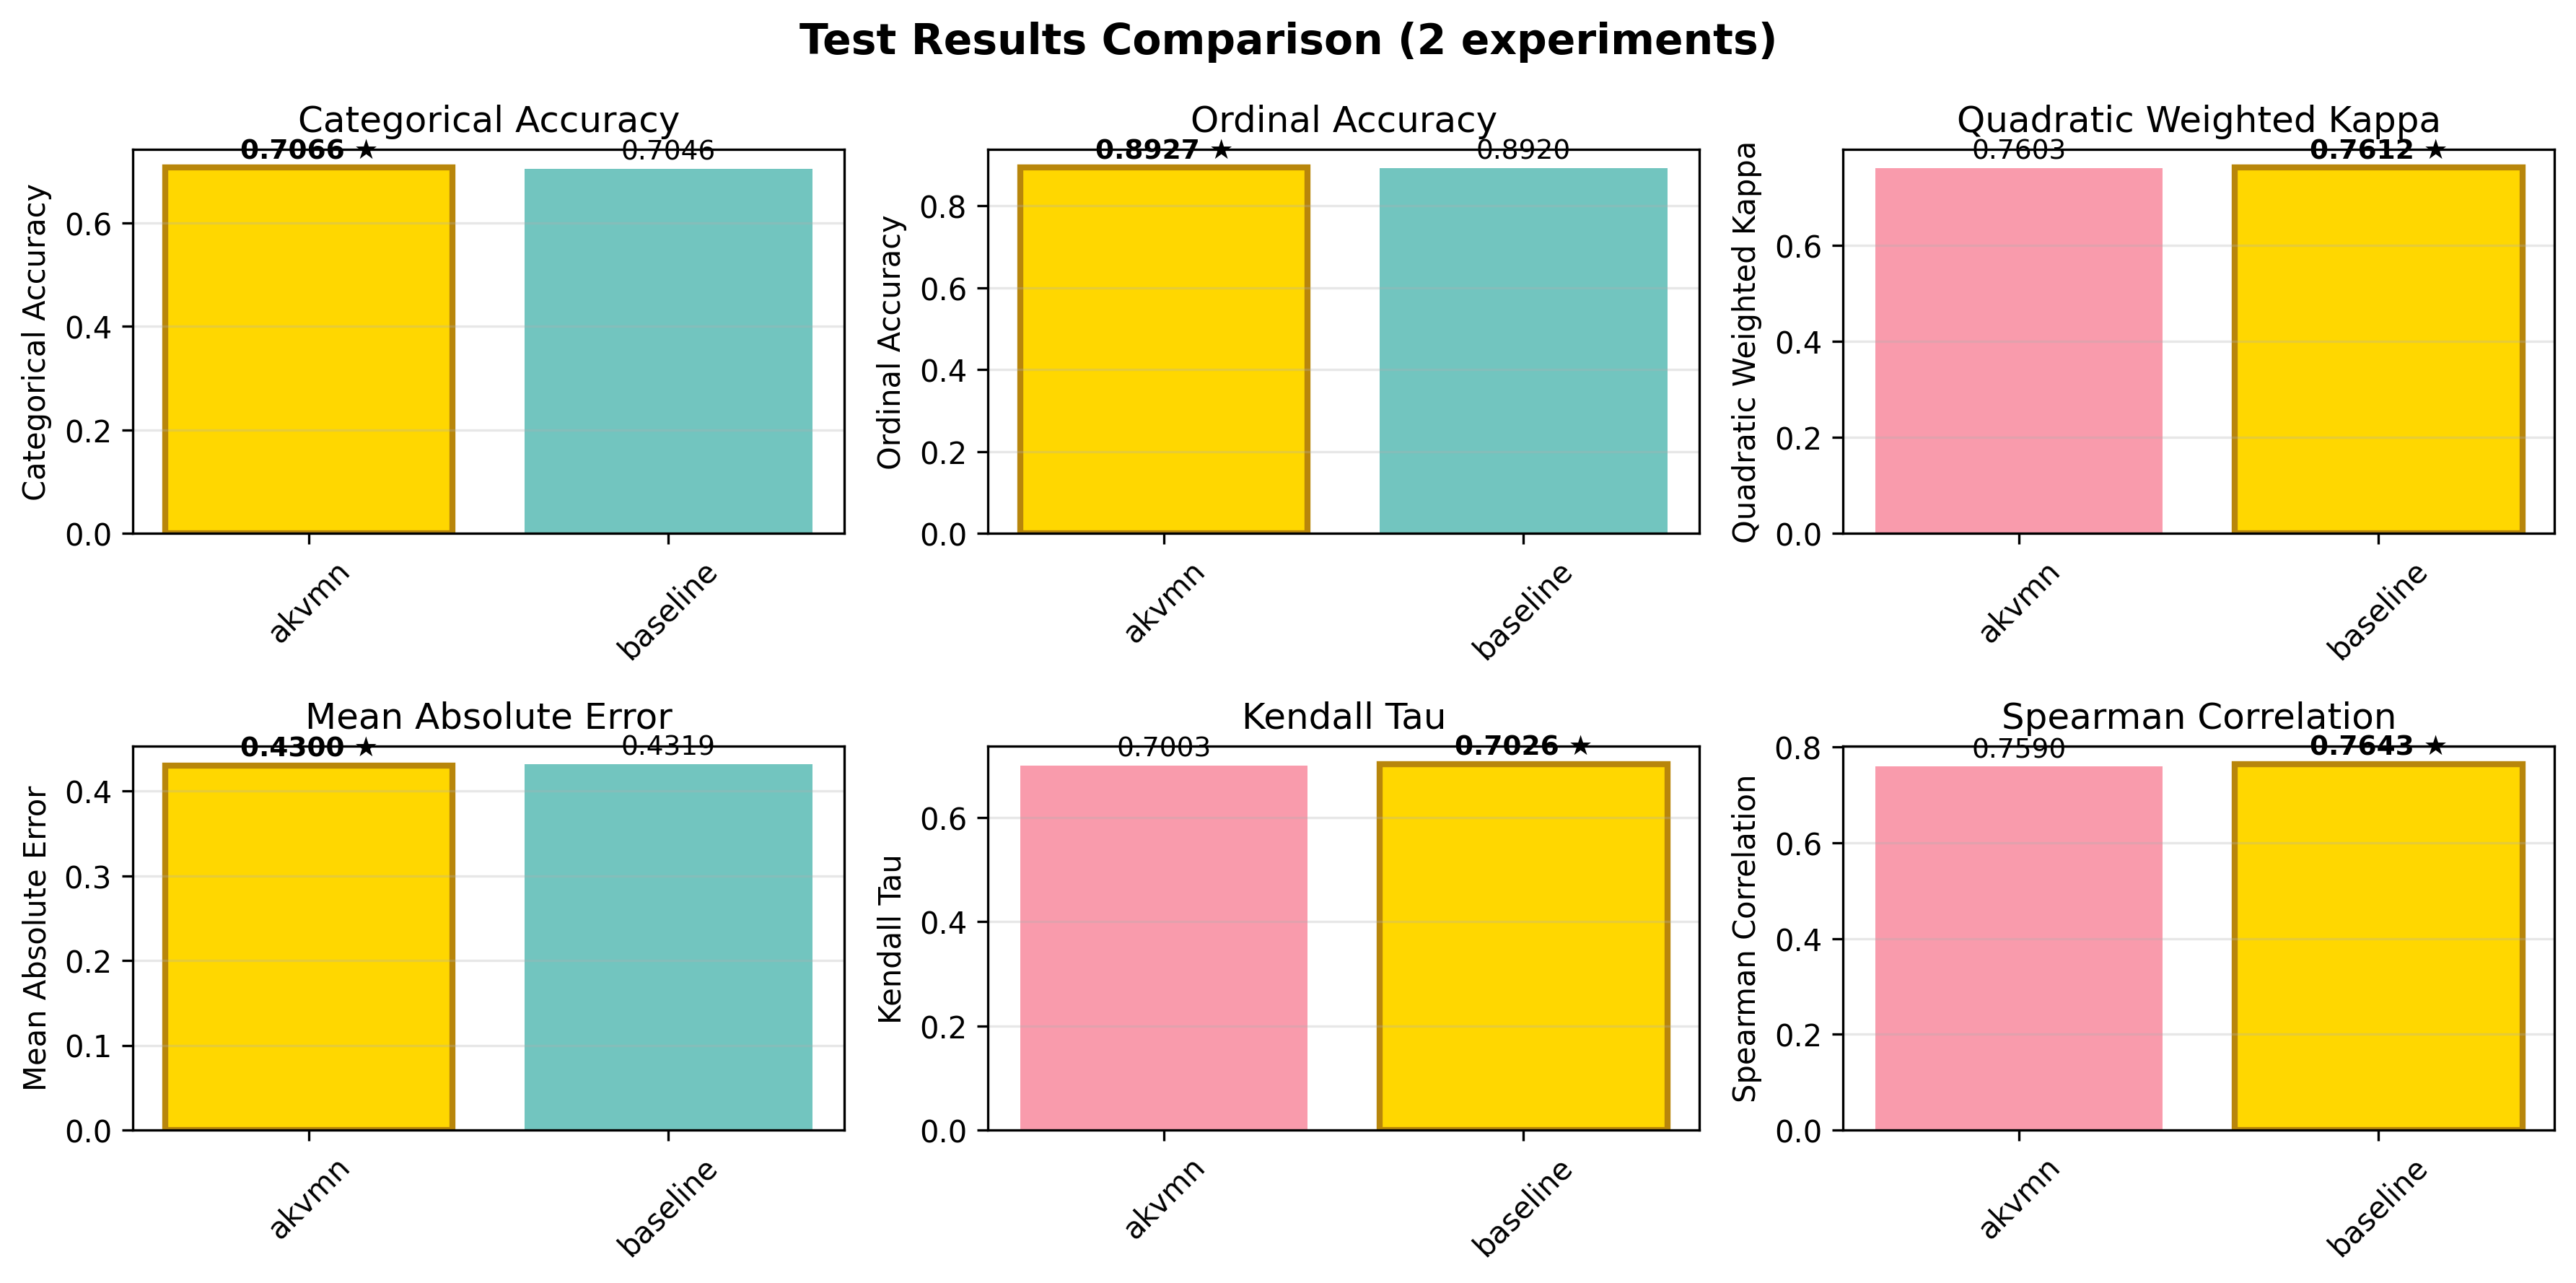 Test Results Comparison (2 experiments)
Categorical Accuracy
0.7066 ★
0.7046
Categorical Accuracy
0.6
0.4
0.2
0.0
akvmn
baseline
Ordinal Accuracy
0.8927 ★
0.8920
Ordinal Accuracy
0.8
0.6
0.4
0.2
0.0
akvmn
baseline
Quadratic Weighted Kappa
0.7603
0.7612 ★
Quadratic Weighted Kappa
0.6
0.4
0.2
0.0
akvmn
baseline
Mean Absolute Error
0.4300 ★
0.4319
Mean Absolute Error
0.4
0.3
0.2
0.1
0.0
akvmn
baseline
Kendall Tau
0.7003
0.7026 ★
Kendall Tau
0.6
0.4
0.2
0.0
akvmn
baseline
Spearman Correlation
0.7590
0.7643 ★
Spearman Correlation
0.8
0.6
0.4
0.2
0.0
akvmn
baseline